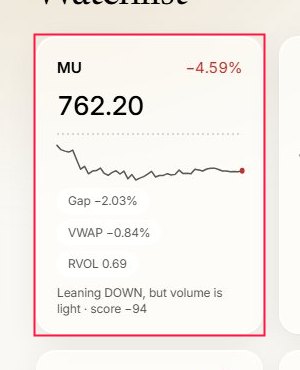 Watchlist
MU −4.59%
762.20
Gap −2.03%
VWAP −0.84%
RVOL 0.69
Leaning DOWN, but volume is
light · score −94